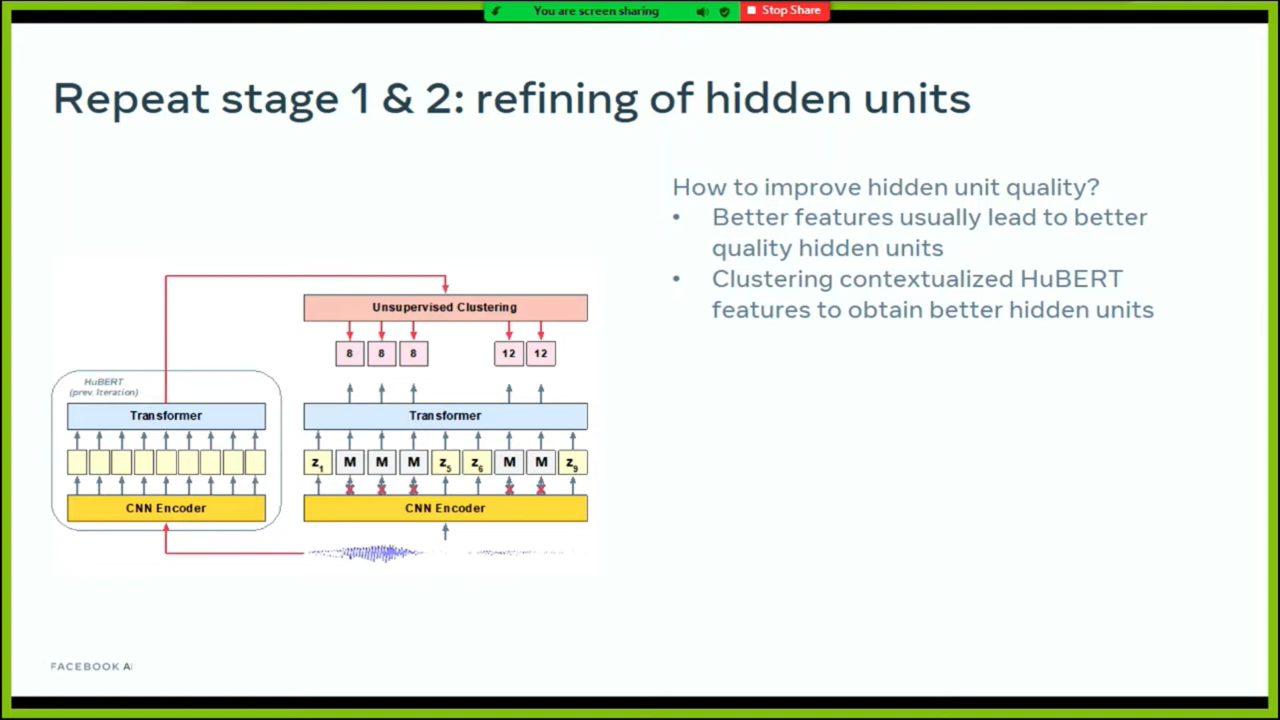 You are screen sharing
Stop Share
Repeat stage 1 & 2: refining of hidden units
How to improve hidden unit quality?
• Better features usually lead to better
quality hidden units
• Clustering contextualized HuBERT
features to obtain better hidden units
Unsupervised Clustering
8 8 8 12 12
HuBERT
(prev. Iteration)
Transformer
Transformer
z1 M M M z5 z6 M M z9
CNN Encoder
CNN Encoder
FACEBOOK AI